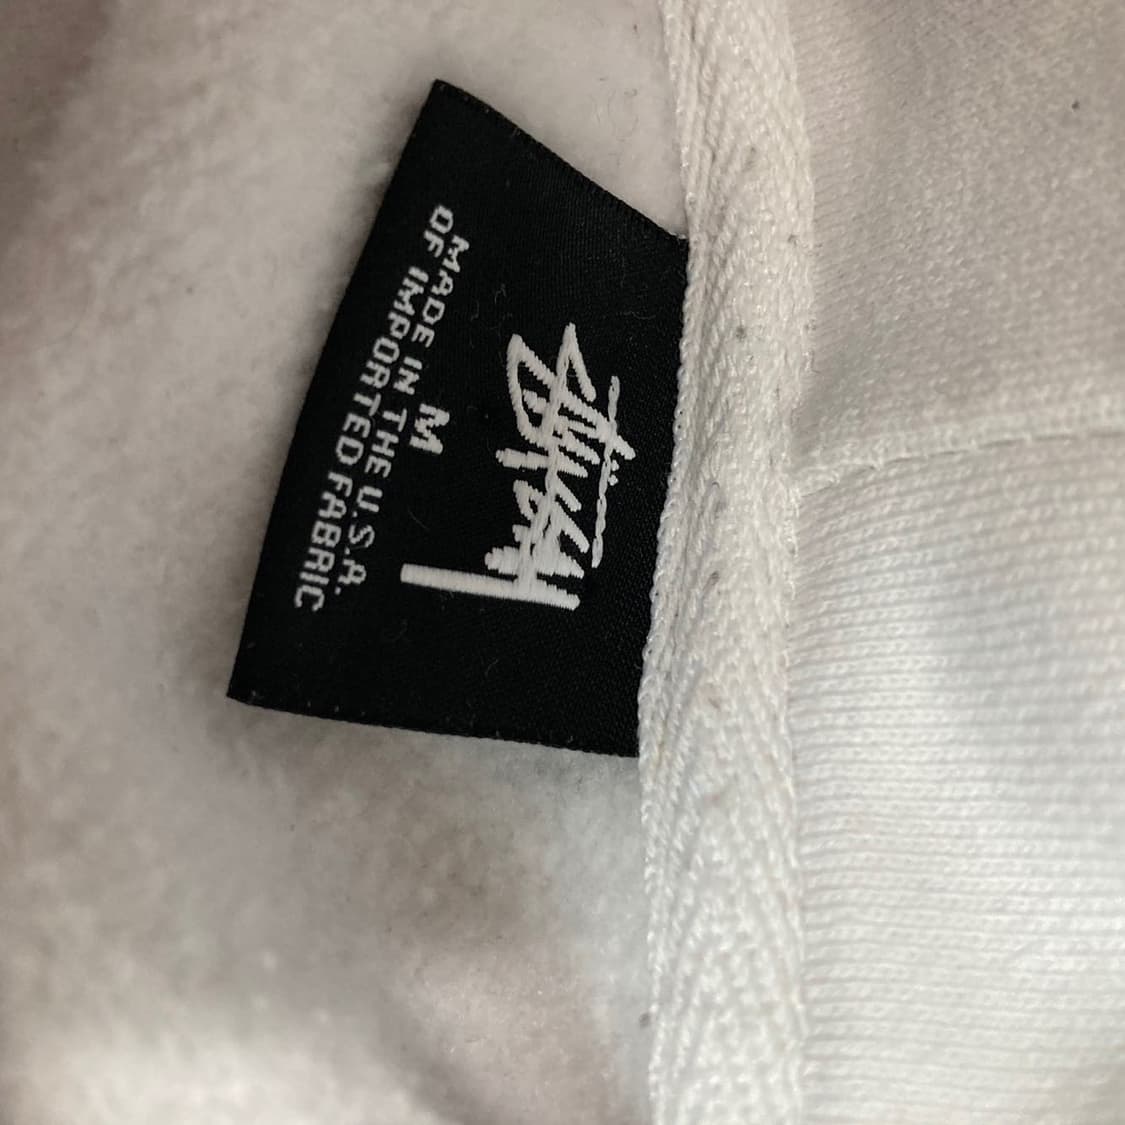 Stüssy
M
MADE IN THE U.S.A.
OF IMPORTED FABRIC